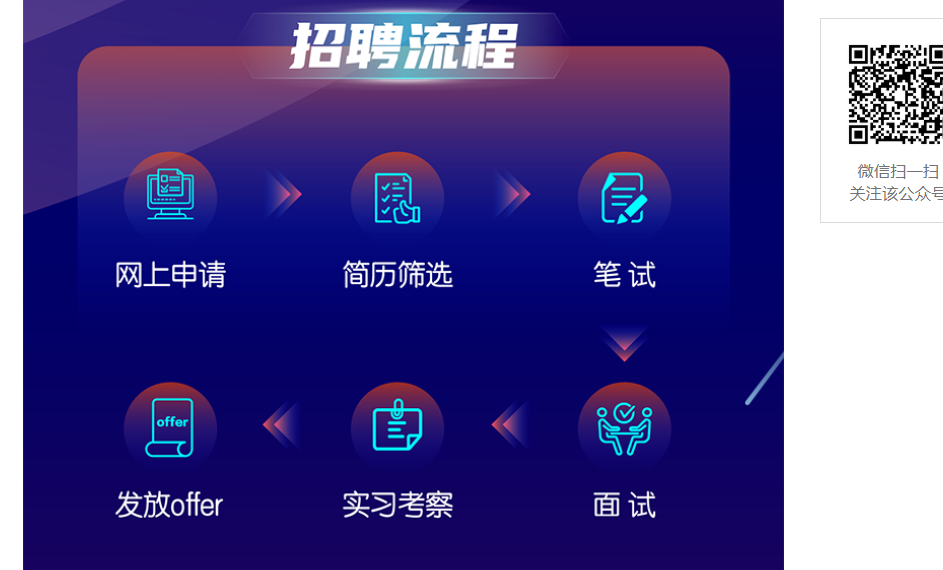 招聘流程
网上申请
简历筛选
笔 试
面 试
实习考察
offer
发放offer
微信扫一扫
关注该公众号